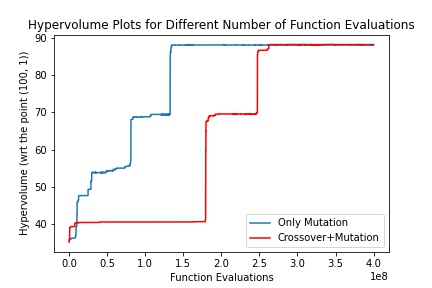 Hypervolume Plots for Different Number of Function Evaluations
Hypervolume (wrt the point (100, 1))
90
80
70
60
50
40
Only Mutation
Crossover+Mutation
0.0 0.5 1.0 1.5 2.0 2.5 3.0 3.5 4.0
1e8
Function Evaluations